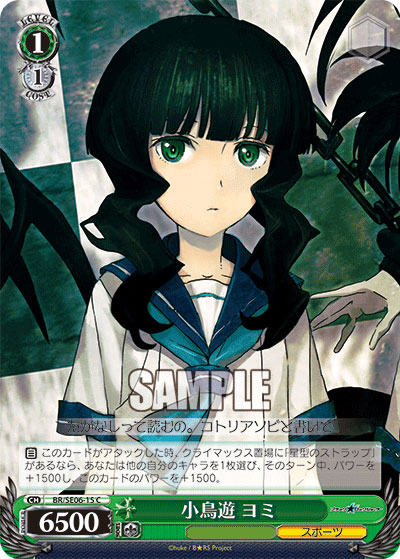 LEVEL
1
1
COST
SAMPLE
たかなしって読むの。コトリアソビと書いて
自 このカードがアタックした時、クライマックス置場に「星型のストラップ」
があるなら、あなたは他の自分のキャラを1枚選び、そのターン中、パワーを
+1500し、このカードのパワーを+1500。
CH BR/SE06-15 C
小鳥遊 ヨミ
6500
スポーツ
©huke / B★RS Project